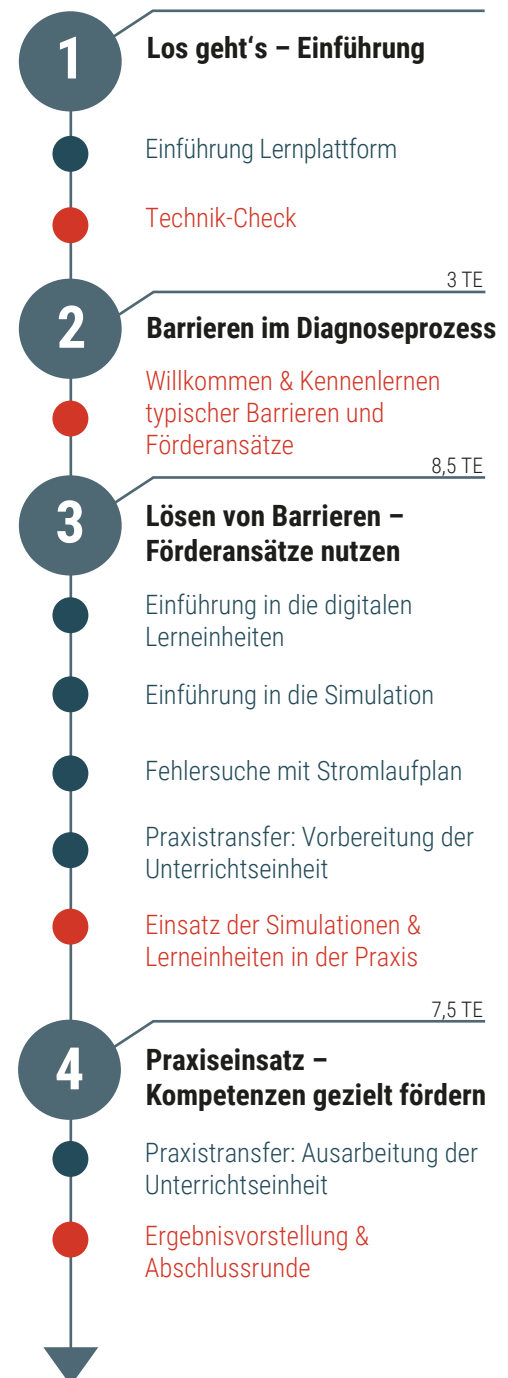 1
Los geht‘s – Einführung
Einführung Lernplattform
Technik-Check
3 TE
2
Barrieren im Diagnoseprozess
Willkommen & Kennenlernen
typischer Barrieren und
Förderansätze
8,5 TE
3
Lösen von Barrieren –
Förderansätze nutzen
Einführung in die digitalen
Lerneinheiten
Einführung in die Simulation
Fehlersuche mit Stromlaufplan
Praxistransfer: Vorbereitung der
Unterrichtseinheit
Einsatz der Simulationen &
Lerneinheiten in der Praxis
7,5 TE
4
Praxiseinsatz –
Kompetenzen gezielt fördern
Praxistransfer: Ausarbeitung der
Unterrichtseinheit
Ergebnisvorstellung &
Abschlussrunde